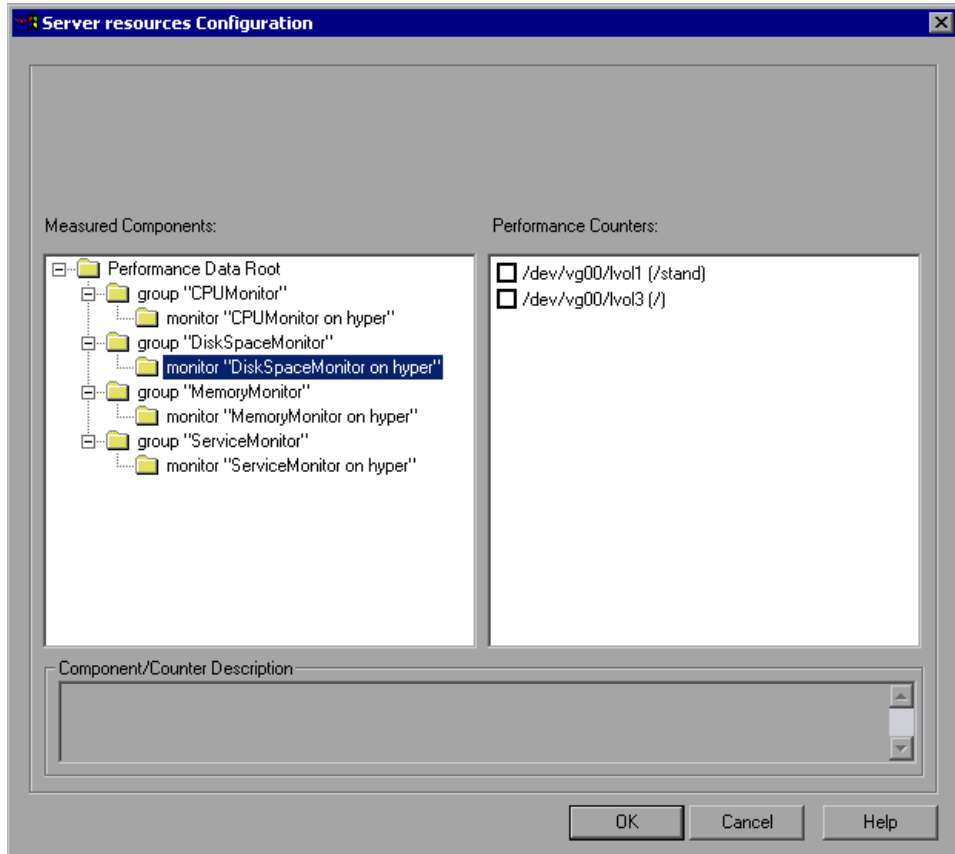 Server resources Configuration
Measured Components:
Performance Counters:
Performance Data Root
group "CPUMonitor"
monitor "CPUMonitor on hyper"
group "DiskSpaceMonitor"
monitor "DiskSpaceMonitor on hyper"
group "MemoryMonitor"
monitor "MemoryMonitor on hyper"
group "ServiceMonitor"
monitor "ServiceMonitor on hyper"
/dev/vg00/lvol1 (/stand)
/dev/vg00/lvol3 (/)
Component/Counter Description
OK Cancel Help